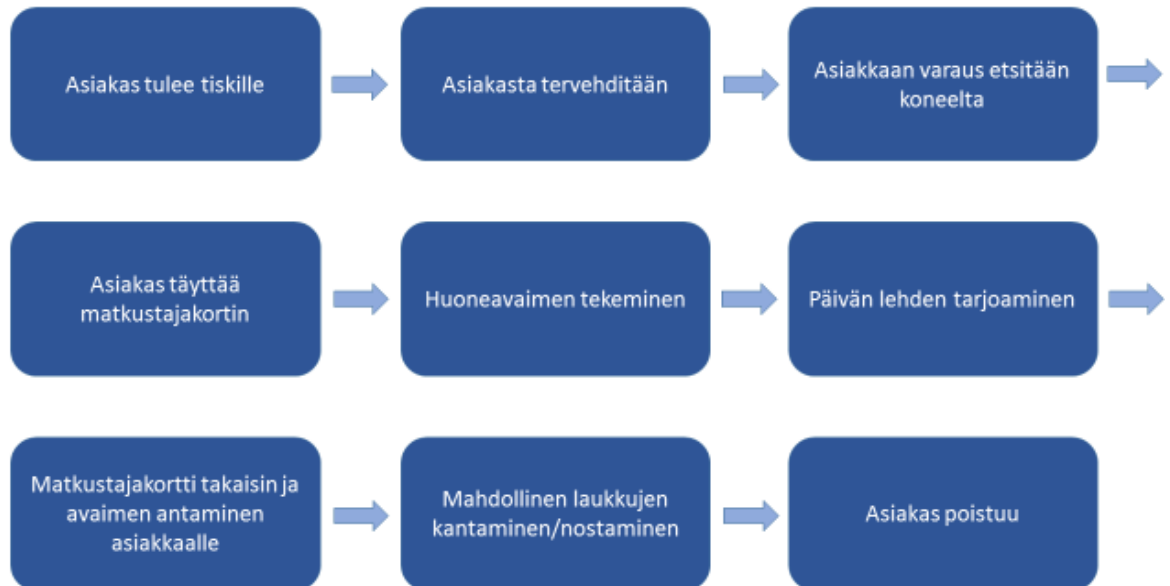 Asiakas tulee tiskille
Asiakasta tervehditään
Asiakkaan varaus etsitään
koneelta
Asiakas täyttää
matkustajakortin
Huoneavaimen tekeminen
Päivän lehden tarjoaminen
Matkustajakortti takaisin ja
avaimen antaminen
asiakkaalle
Mahdollinen laukkujen
kantaminen/nostaminen
Asiakas poistuu